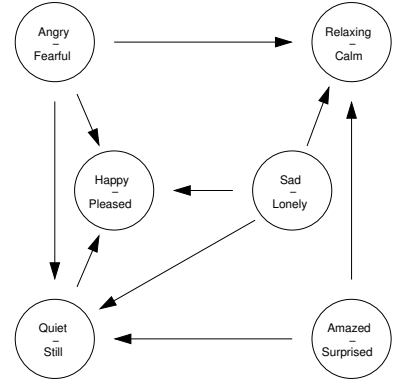 Angry
–
Fearful
Relaxing
–
Calm
Happy
–
Pleased
Sad
–
Lonely
Quiet
–
Still
Amazed
–
Surprised